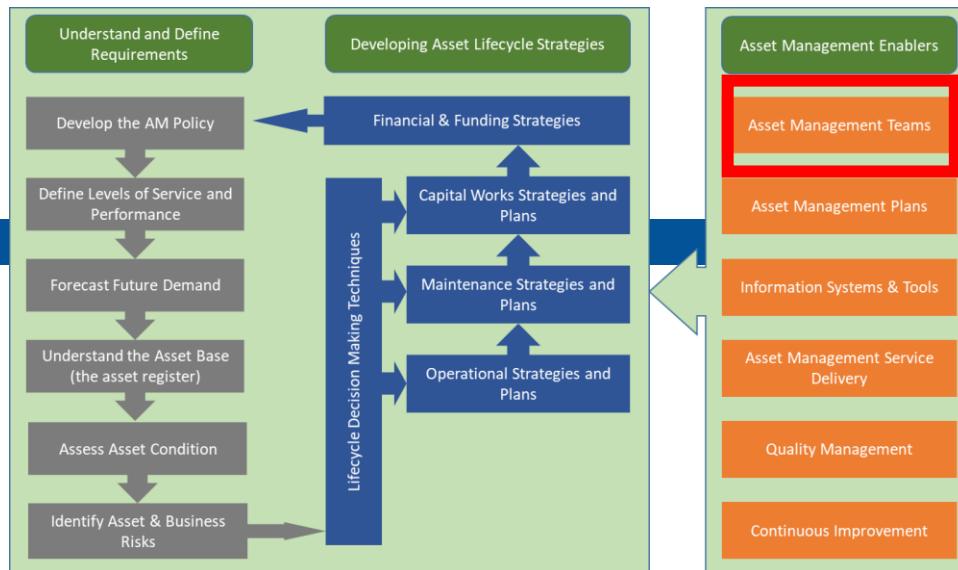 Understand and Define
Requirements
Develop the AM Policy
Define Levels of Service and
Performance
Forecast Future Demand
Understand the Asset Base
(the asset register)
Assess Asset Condition
Identify Asset & Business
Risks
Developing Asset Lifecycle Strategies
Financial & Funding Strategies
Lifecycle Decision Making Techniques
Capital Works Strategies and
Plans
Maintenance Strategies and
Plans
Operational Strategies and
Plans
Asset Management Enablers
Asset Management Teams
Asset Management Plans
Information Systems & Tools
Asset Management Service
Delivery
Quality Management
Continuous Improvement